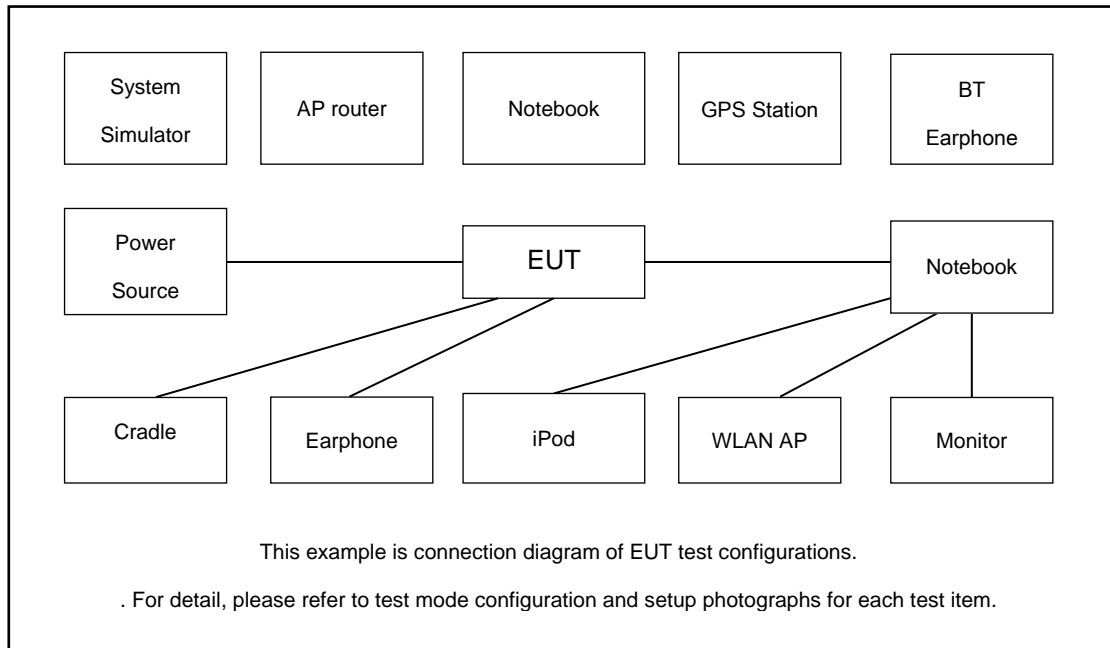 System
Simulator
AP router
Notebook
GPS Station
BT
Earphone
Power
Source
EUT
Notebook
Cradle
Earphone
iPod
WLAN AP
Monitor
This example is connection diagram of EUT test configurations.
. For detail, please refer to test mode configuration and setup photographs for each test item.